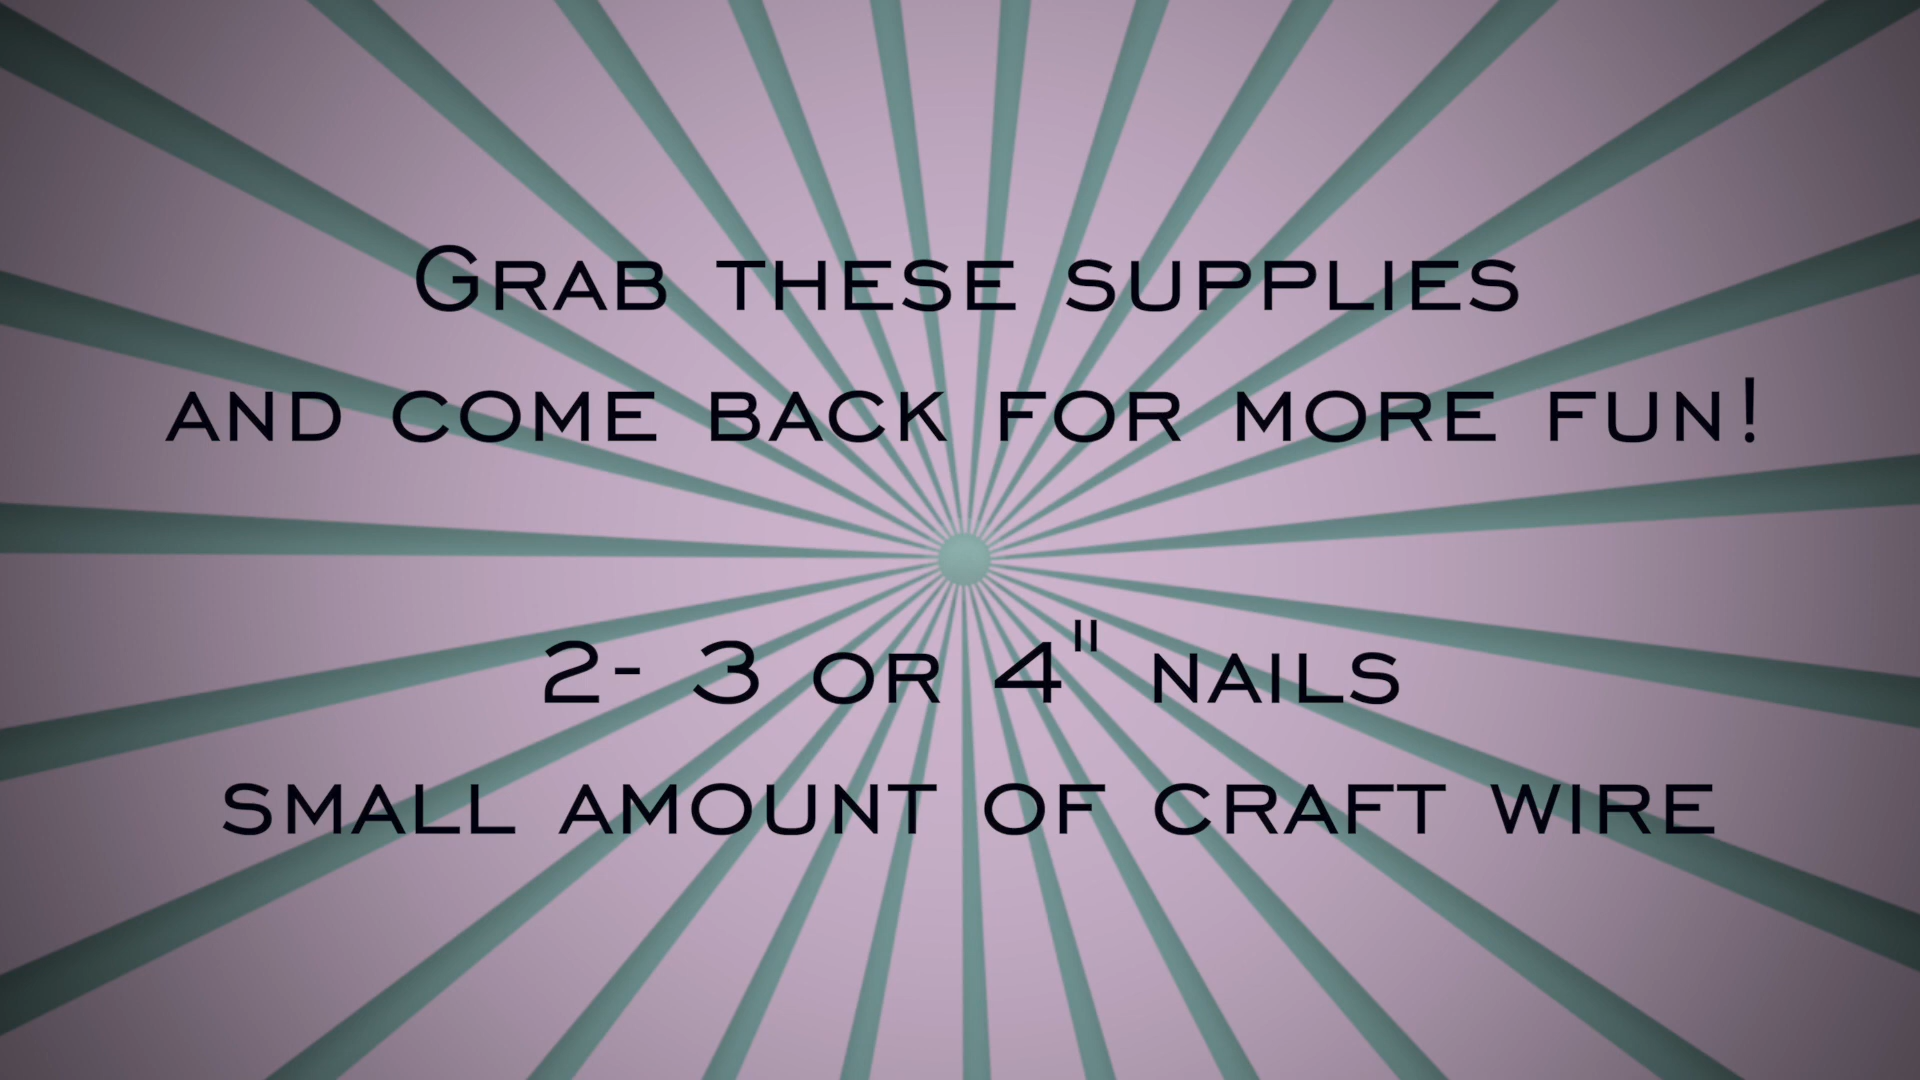 Grab these supplies
and come back for more fun!
2- 3 or 4" nails
small amount of craft wire